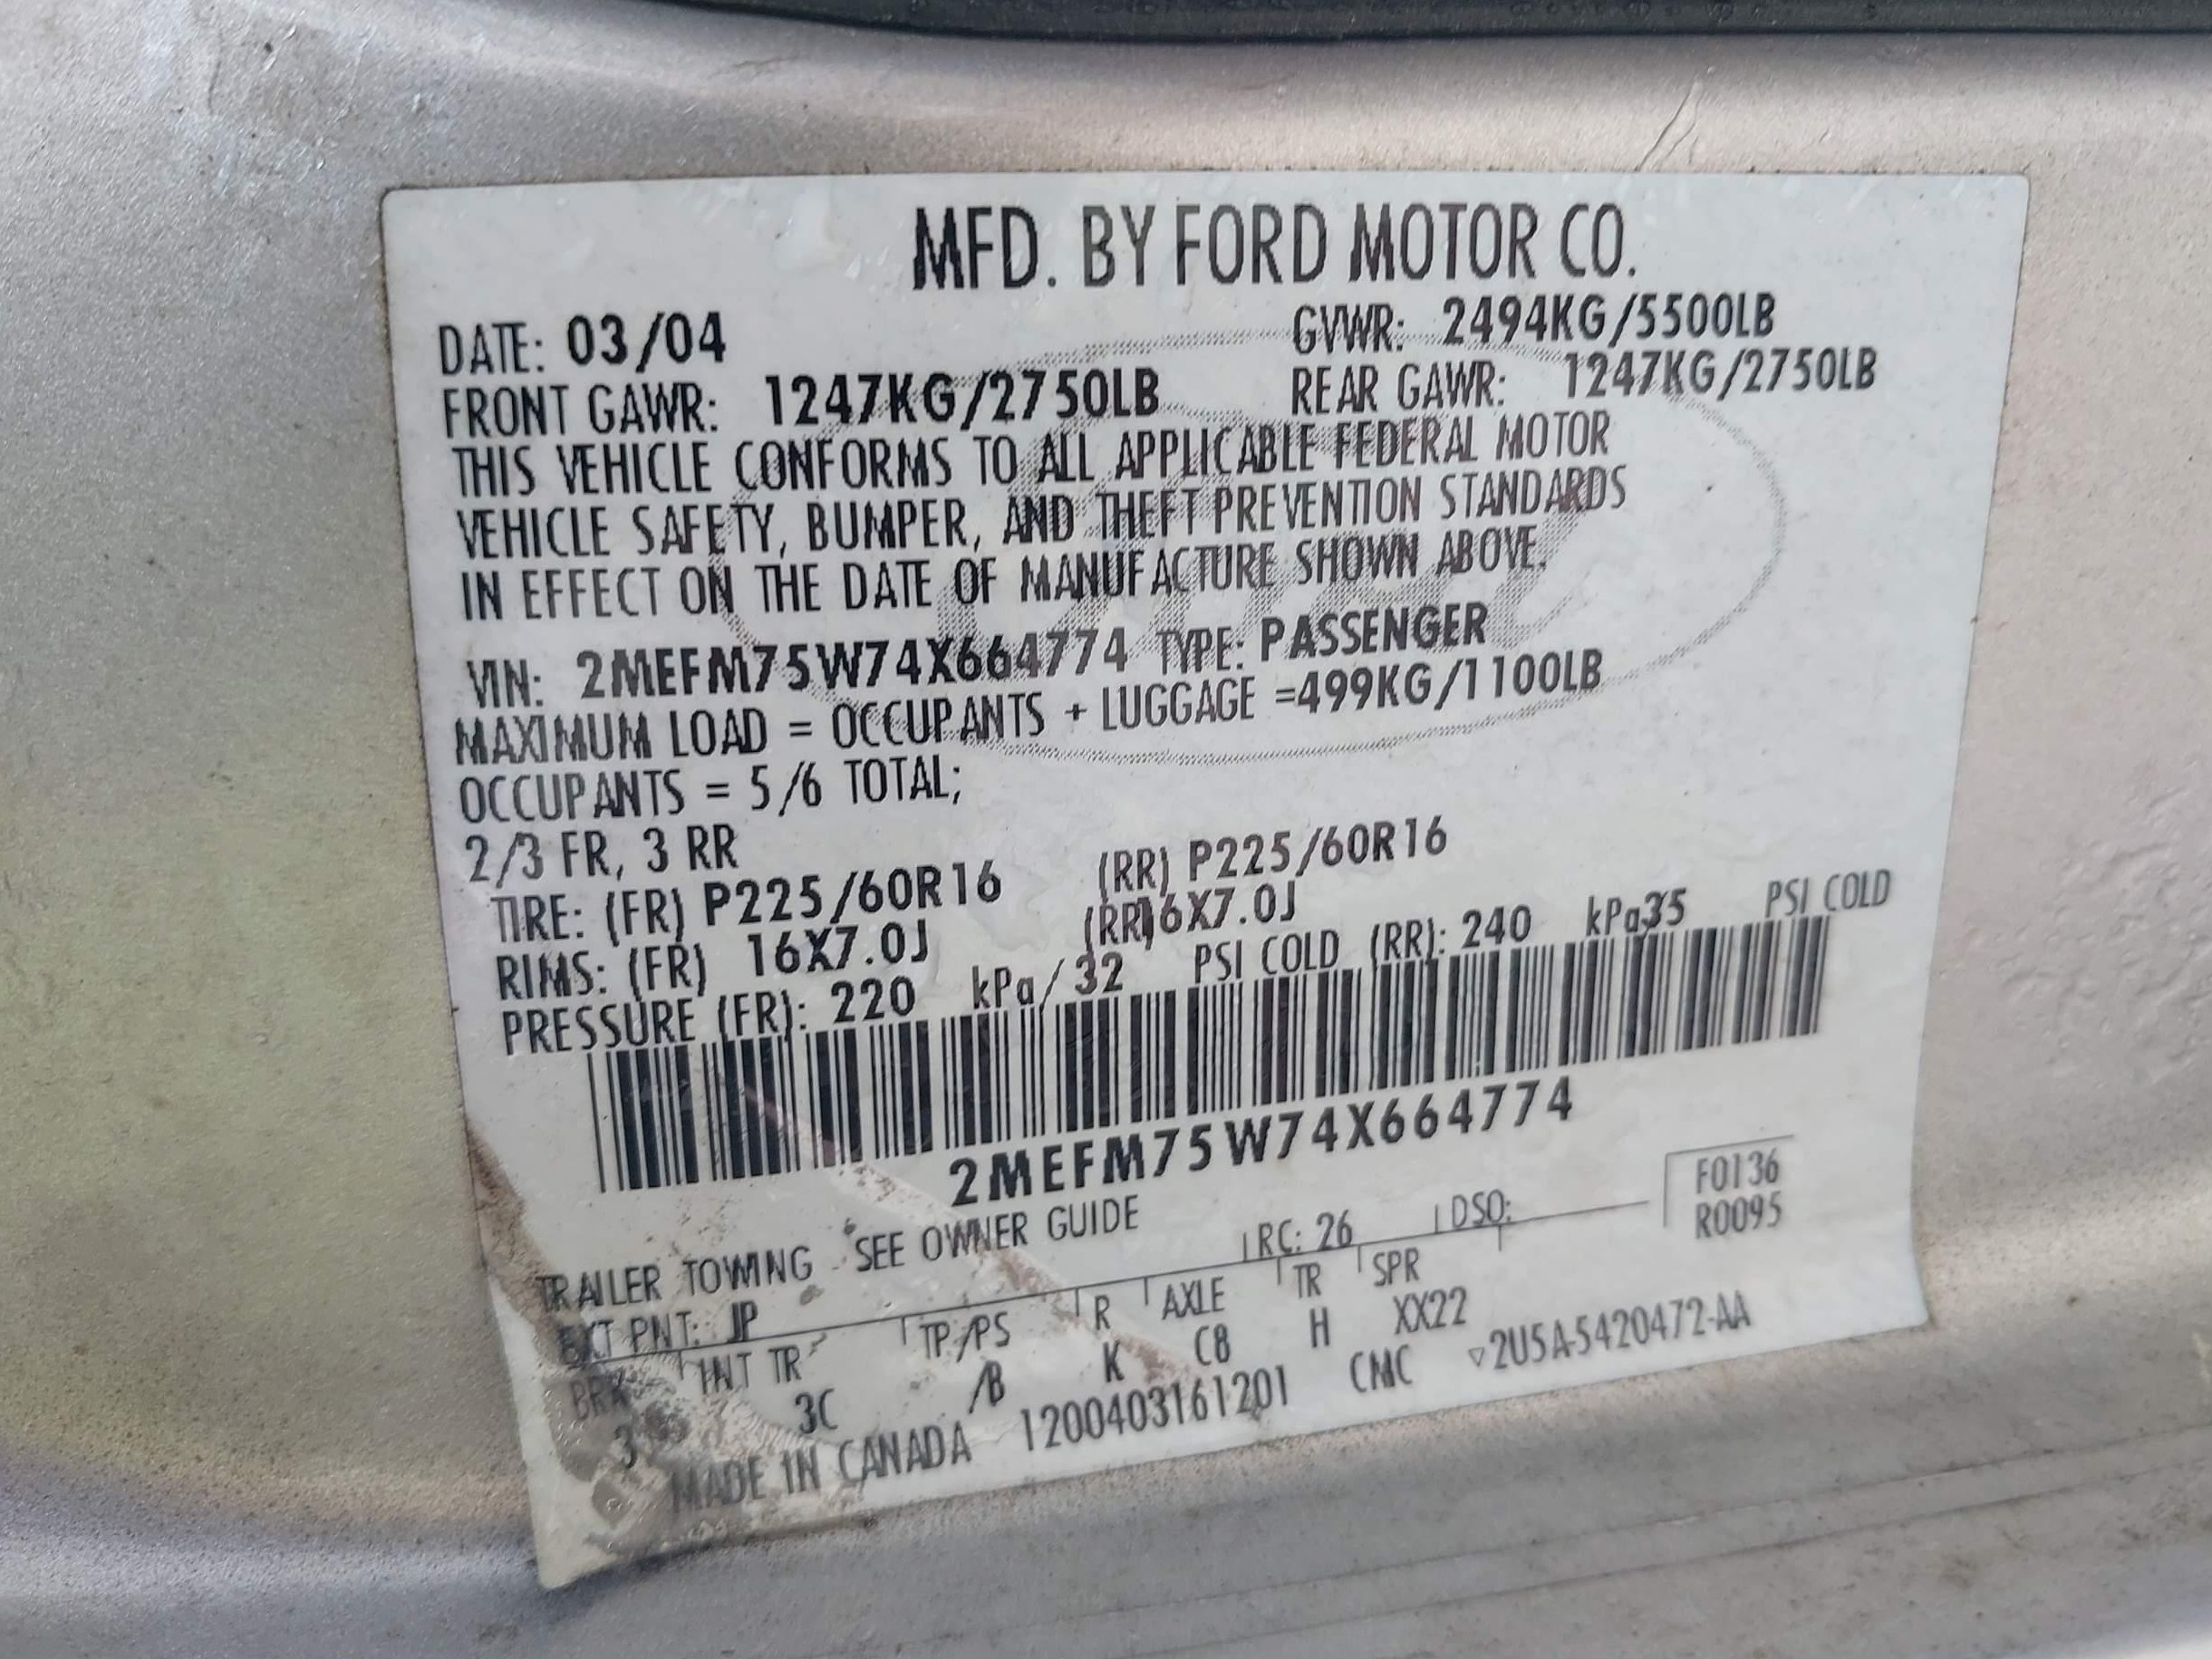 MFD. BY FORD MOTOR CO.
DATE: 03/04 GVWR: 2494KG/5500LB
FRONT GAWR: 1247KG/2750LB REAR GAWR: 1247KG/2750LB
THIS VEHICLE CONFORMS TO ALL APPLICABLE FEDERAL MOTOR
VEHICLE SAFETY, BUMPER, AND THEFT PREVENTION STANDARDS
IN EFFECT ON THE DATE OF MANUFACTURE SHOWN ABOVE.
VIN: 2MEFM75W74X664774 TYPE: PASSENGER
MAXIMUM LOAD = OCCUPANTS + LUGGAGE =499KG/1100LB
OCCUPANTS = 5/6 TOTAL;
2/3 FR, 3 RR
TIRE: (FR) P225/60R16 (RR) P225/60R16
RIMS: (FR) 16X7.0J (RR)16X7.0J
PRESSURE (FR): 220 kPa/32 PSI COLD (RR): 240 kPa/35 PSI COLD
2MEFM75W74X664774
TRAILER TOWING - SEE OWNER GUIDE
F0136
R0095
EXT PNT: JP RC: 26 DSO:
BRK INT TR TP/PS R AXLE TR SPR
3 3C /B K C8 H XX22
MADE IN CANADA 1200403161201 CMC ▽2U5A-5420472-AA